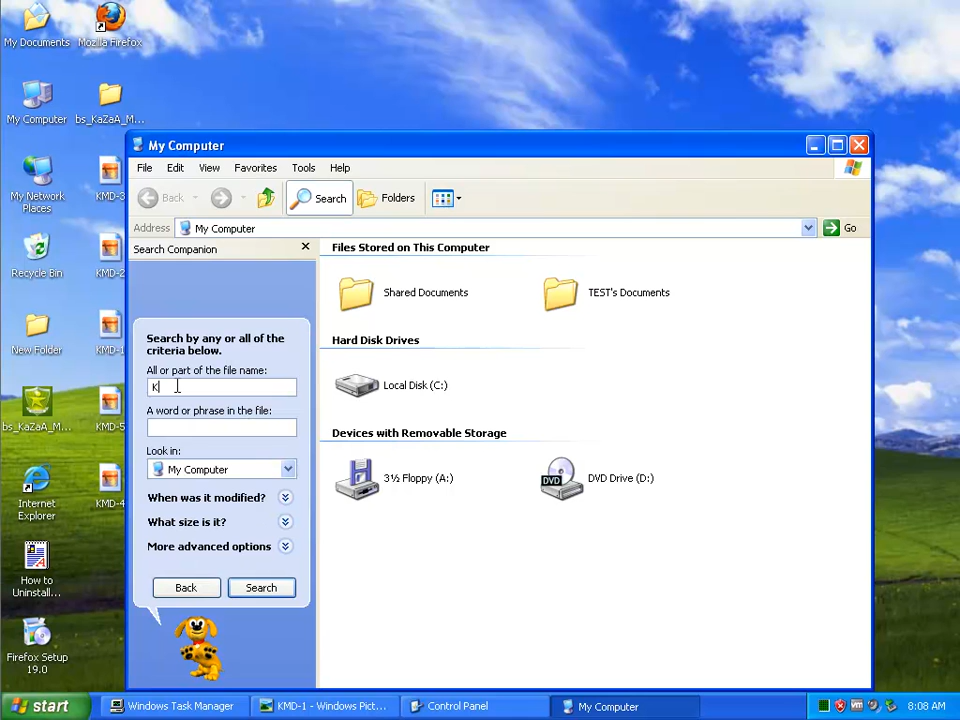 My Documents
Mozilla Firefox
My Computer
bs_KaZaA_M...
My Network
Places
KMD-3
Recycle Bin
KMD-2
New Folder
KMD-1
bs_KaZaA_M...
KMD-5
Internet
Explorer
KMD-4
How to
Uninstall...
Firefox Setup
19.0
My Computer
File Edit View Favorites Tools Help
Back Search Folders
Address My Computer Go
Search Companion
Search by any or all of the
criteria below.
All or part of the file name:
K
A word or phrase in the file:
Look in:
My Computer
When was it modified?
What size is it?
More advanced options
Back Search
Files Stored on This Computer
Shared Documents
TEST's Documents
Hard Disk Drives
Local Disk (C:)
Devices with Removable Storage
3½ Floppy (A:)
DVD
DVD Drive (D:)
start
Windows Task Manager
KMD-1 - Windows Pict...
Control Panel
My Computer
vm
8:08 AM